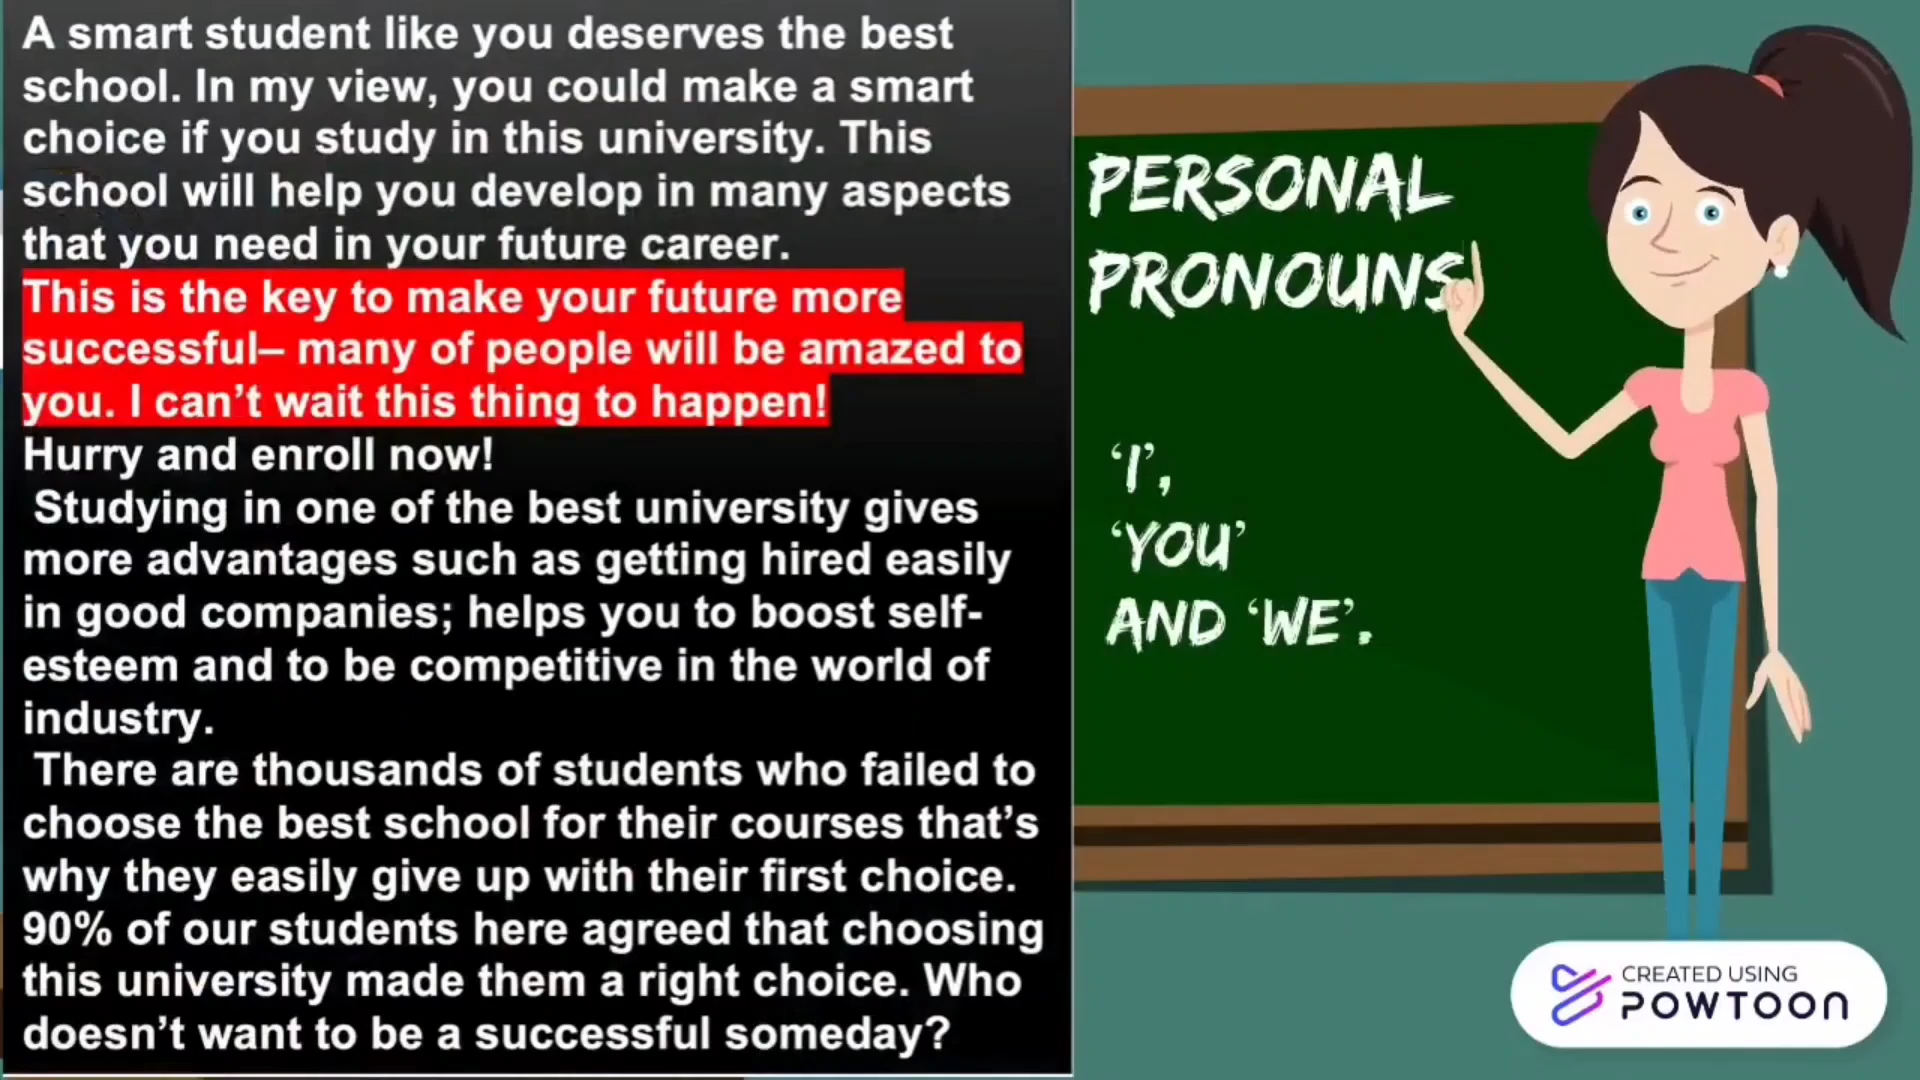 A smart student like you deserves the best
school. In my view, you could make a smart
choice if you study in this university. This
school will help you develop in many aspects
that you need in your future career.
This is the key to make your future more
successful– many of people will be amazed to
you. I can’t wait this thing to happen!
Hurry and enroll now!
Studying in one of the best university gives
more advantages such as getting hired easily
in good companies; helps you to boost self-
esteem and to be competitive in the world of
industry.
There are thousands of students who failed to
choose the best school for their courses that’s
why they easily give up with their first choice.
90% of our students here agreed that choosing
this university made them a right choice. Who
doesn’t want to be a successful someday?
PERSONAL
PRONOUNS
‘I’,
‘YOU’
AND ‘WE’.
CREATED USING
POWTOON